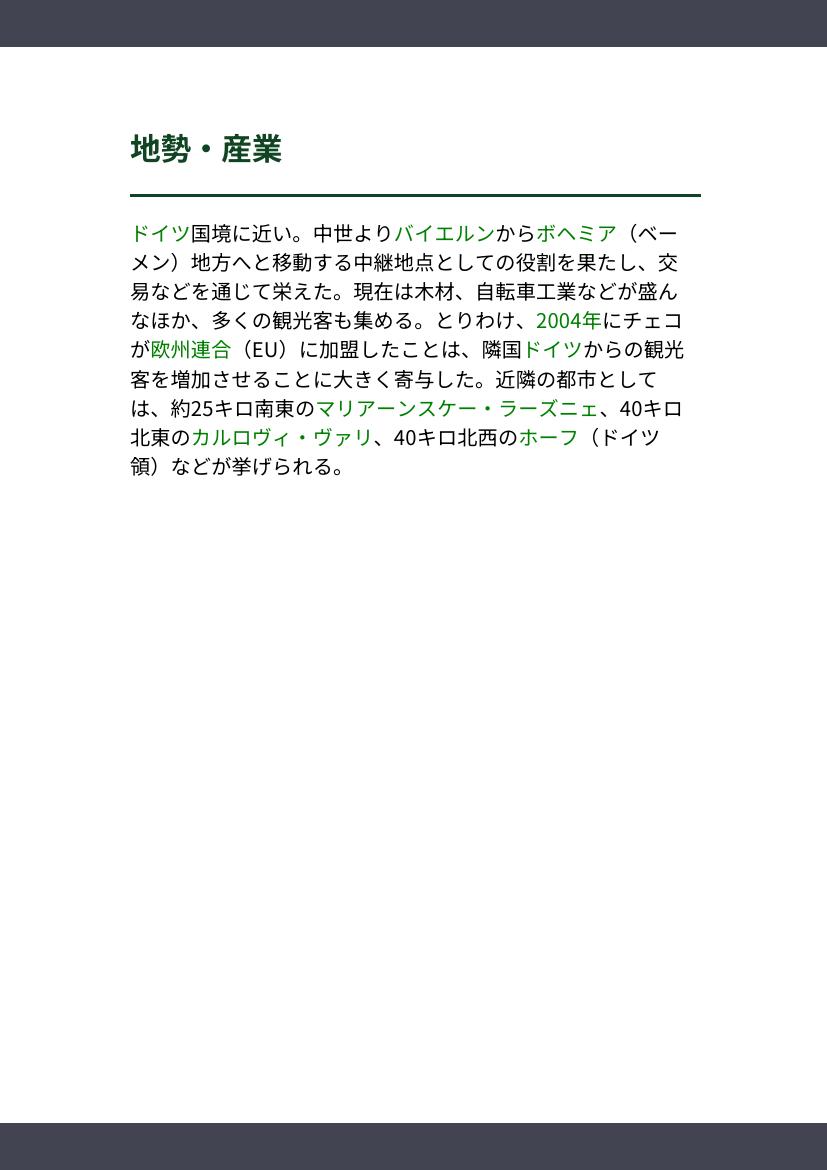 地勢・産業
ドイツ国境に近い。中世よりバイエルンからボヘミア（ベー
メン）地方へと移動する中継地点としての役割を果たし、交
易などを通じて栄えた。現在は木材、自転車工業などが盛ん
なほか、多くの観光客も集める。とりわけ、2004年にチェコ
が欧州連合（EU）に加盟したことは、隣国ドイツからの観光
客を増加させることに大きく寄与した。近隣の都市として
は、約25キロ南東のマリアーンスケー・ラーズニェ、40キロ
北東のカルロヴィ・ヴァリ、40キロ北西のホーフ（ドイツ
領）などが挙げられる。